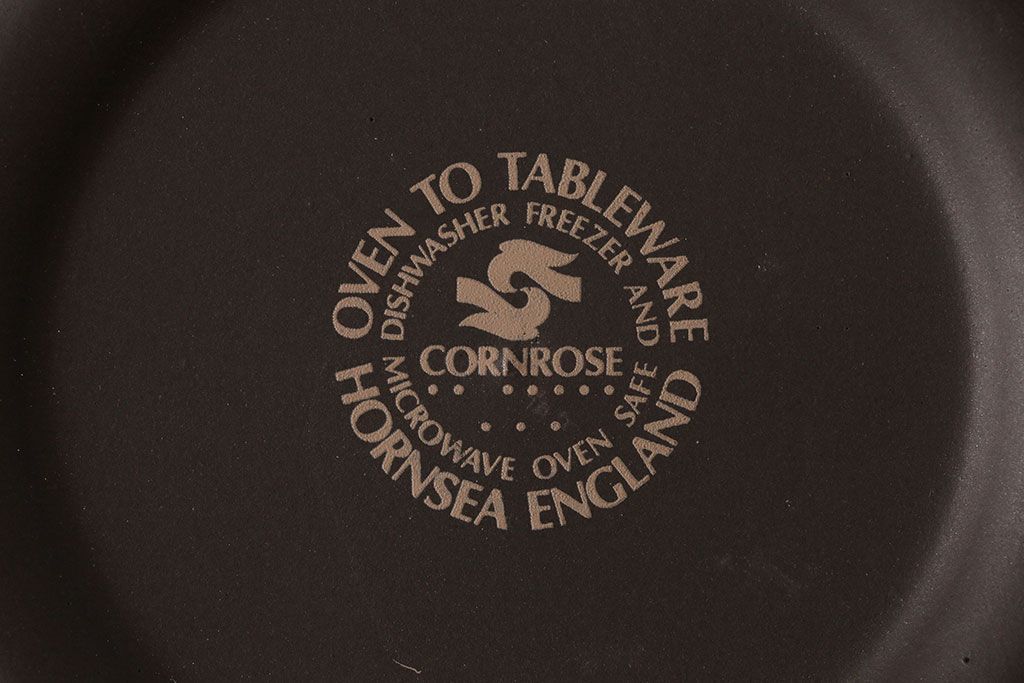 OVEN TO TABLEWARE
DISHWASHER FREEZER AND
CORNROSE
MICROWAVE OVEN SAFE
HORNSEA ENGLAND